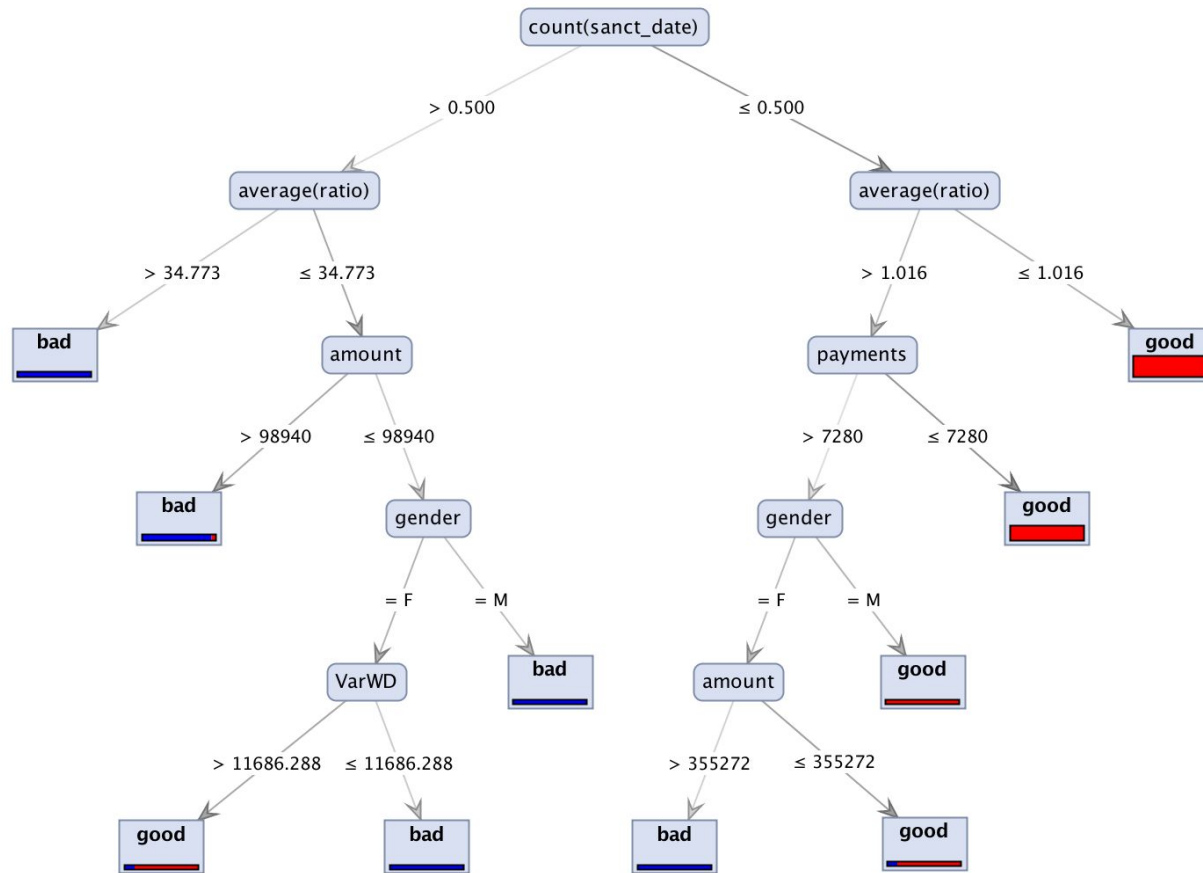 count(sanct_date)
> 0.500
≤ 0.500
average(ratio)
average(ratio)
> 34.773
≤ 34.773
> 1.016
≤ 1.016
bad
amount
payments
good
> 98940
≤ 98940
> 7280
≤ 7280
bad
gender
gender
good
= F
= M
= F
= M
VarWD
bad
amount
good
> 11686.288
≤ 11686.288
> 355272
≤ 355272
good
bad
bad
good